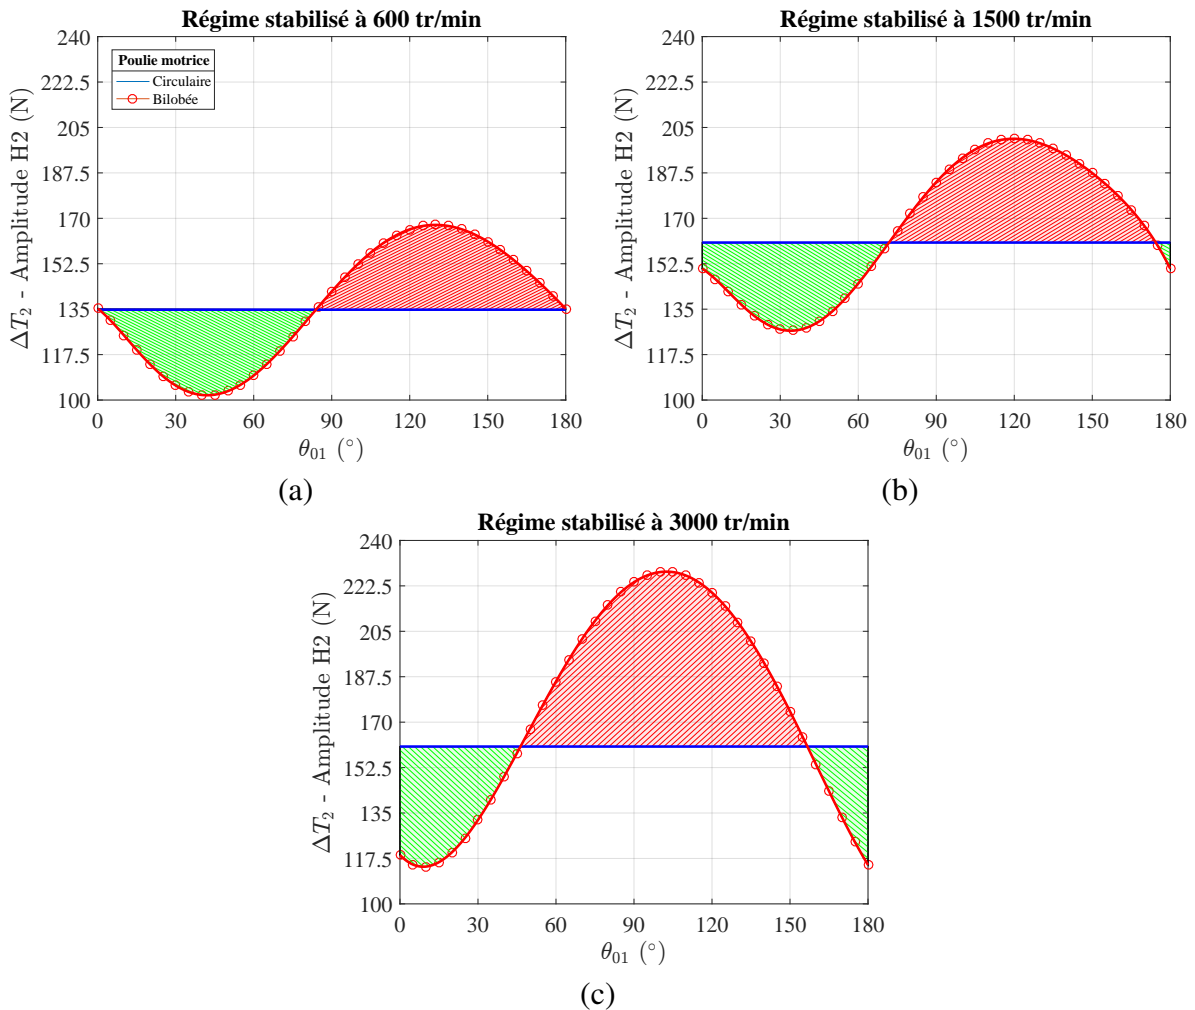 Régime stabilisé à 600 tr/min
240
222.5
205
187.5
170
152.5
135
117.5
100
ΔT₂ - Amplitude H2 (N)
Poulie motrice
Circulaire
Bilobée
0 30 60 90 120 150 180
θ₀₁ (°)
(a)
Régime stabilisé à 1500 tr/min
240
222.5
205
187.5
170
152.5
135
117.5
100
ΔT₂ - Amplitude H2 (N)
0 30 60 90 120 150 180
θ₀₁ (°)
(b)
Régime stabilisé à 3000 tr/min
240
222.5
205
187.5
170
152.5
135
117.5
100
ΔT₂ - Amplitude H2 (N)
0 30 60 90 120 150 180
θ₀₁ (°)
(c)